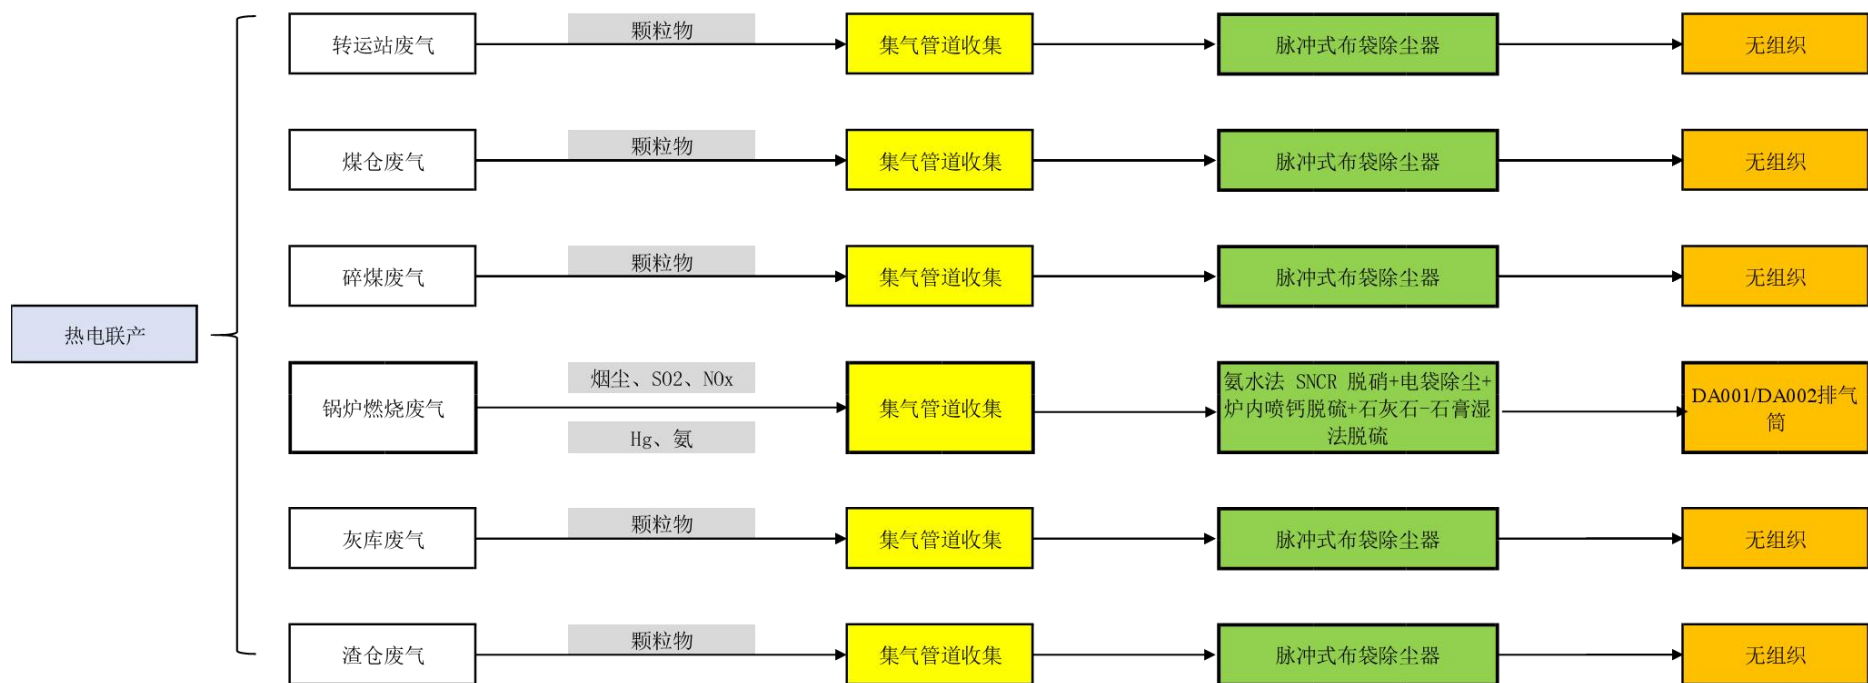 转运站废气
颗粒物
集气管道收集
脉冲式布袋除尘器
无组织
煤仓废气
颗粒物
集气管道收集
脉冲式布袋除尘器
无组织
碎煤废气
颗粒物
集气管道收集
脉冲式布袋除尘器
无组织
热电联产
锅炉燃烧废气
烟尘、SO2、NOx
Hg、氨
集气管道收集
氨水法 SNCR 脱硝+电袋除尘+
炉内喷钙脱硫+石灰石-石膏湿
法脱硫
DA001/DA002排气
筒
灰库废气
颗粒物
集气管道收集
脉冲式布袋除尘器
无组织
渣仓废气
颗粒物
集气管道收集
脉冲式布袋除尘器
无组织